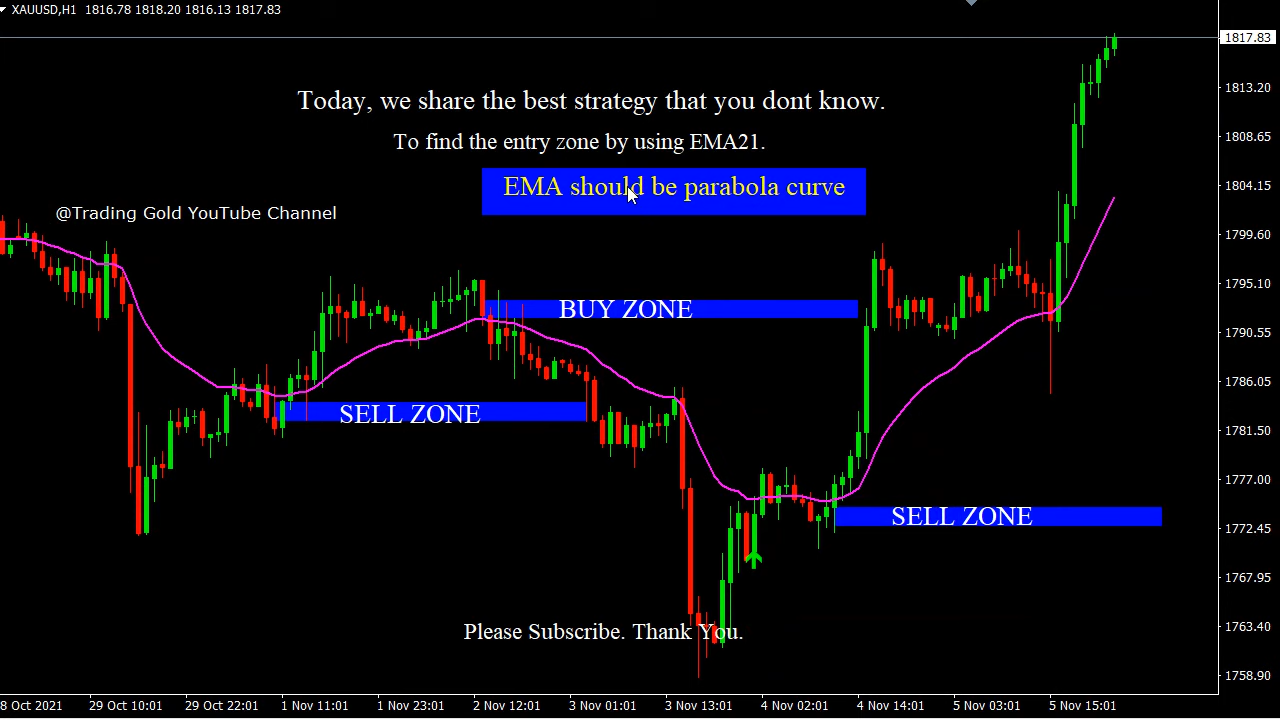 XAUUSD,H1 1816.78 1818.20 1816.13 1817.83
1817.83
1813.20
Today, we share the best strategy that you dont know.
To find the entry zone by using EMA21.
1808.65
EMA should be parabola curve
1804.15
@Trading Gold YouTube Channel
1799.60
1795.10
BUY ZONE
1790.55
1786.05
SELL ZONE
1781.50
1777.00
SELL ZONE
1772.45
1767.95
Please Subscribe. Thank You.
1763.40
1758.90
8 Oct 2021 29 Oct 10:01 29 Oct 22:01 1 Nov 11:01 1 Nov 23:01 2 Nov 12:01 3 Nov 01:01 3 Nov 13:01 4 Nov 02:01 4 Nov 14:01 5 Nov 03:01 5 Nov 15:01